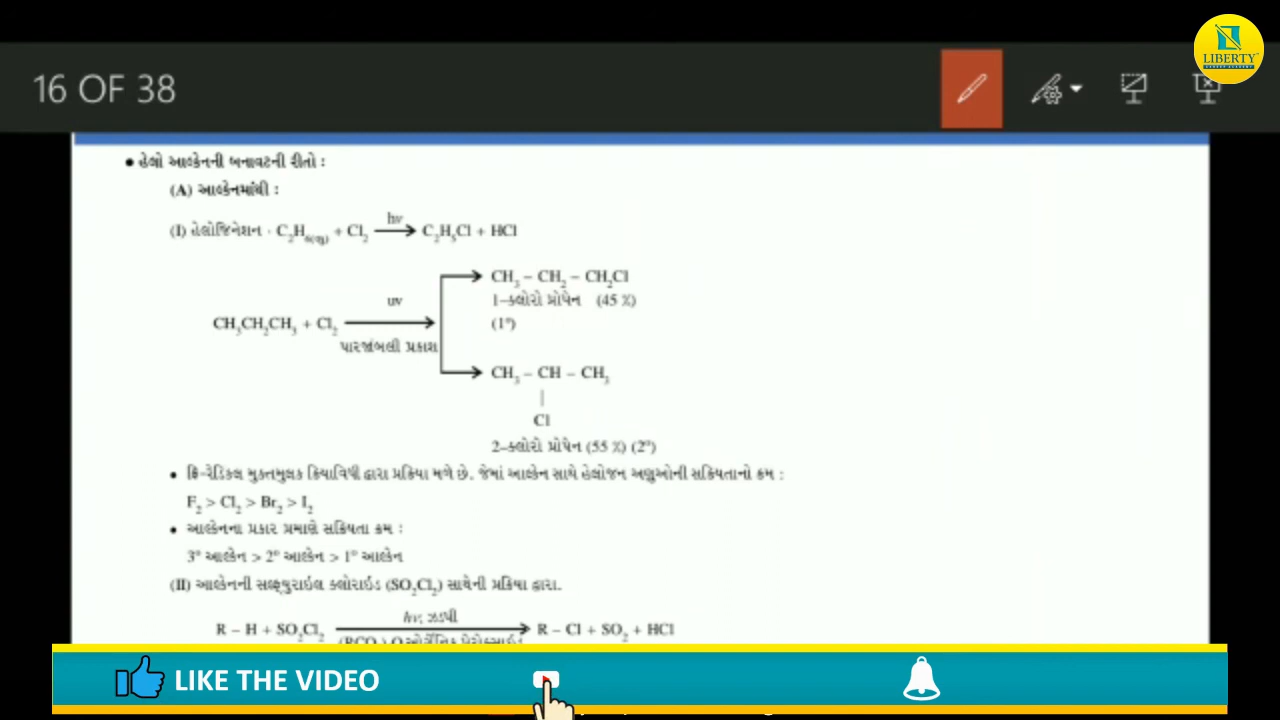 LIBERTY
16 OF 38
• હેલો આલ્કેનની બનાવટની રીતો :
(A) આલ્કેનમાંથી :
(I) હેલોજિનેશન · C₂H₆₍વાયુ₎ + Cl₂ hν → C₂H₅Cl + HCl
CH₃ – CH₂ – CH₂Cl
uv
1–ક્લોરો પ્રોપેન (45 %)
CH₃CH₂CH₃ + Cl₂
(1°)
પારજાંબલી પ્રકાશ
CH₃ – CH – CH₃
|
Cl
2–ક્લોરો પ્રોપેન (55 %) (2°)
• ફ્રિ-રેડિકલ મુક્તમુલક ક્રિયાવિધી દ્વારા પ્રક્રિયા મળે છે. જેમાં આલ્કેન સાથે હેલોજન અણુઓની સક્રિયતાનો ક્રમ :
F₂ > Cl₂ > Br₂ > I₂
• આલ્કેનના પ્રકાર પ્રમાણે સક્રિયતા ક્રમ :
3° આલ્કેન > 2° આલ્કેન > 1° આલ્કેન
(II) આલ્કેનની સલ્ફ્યુરાઇલ ક્લોરાઇડ (SO₂Cl₂) સાથેની પ્રક્રિયા દ્વારા.
hν; ઝડપી
R – H + SO₂Cl₂ → R – Cl + SO₂ + HCl
LIKE THE VIDEO